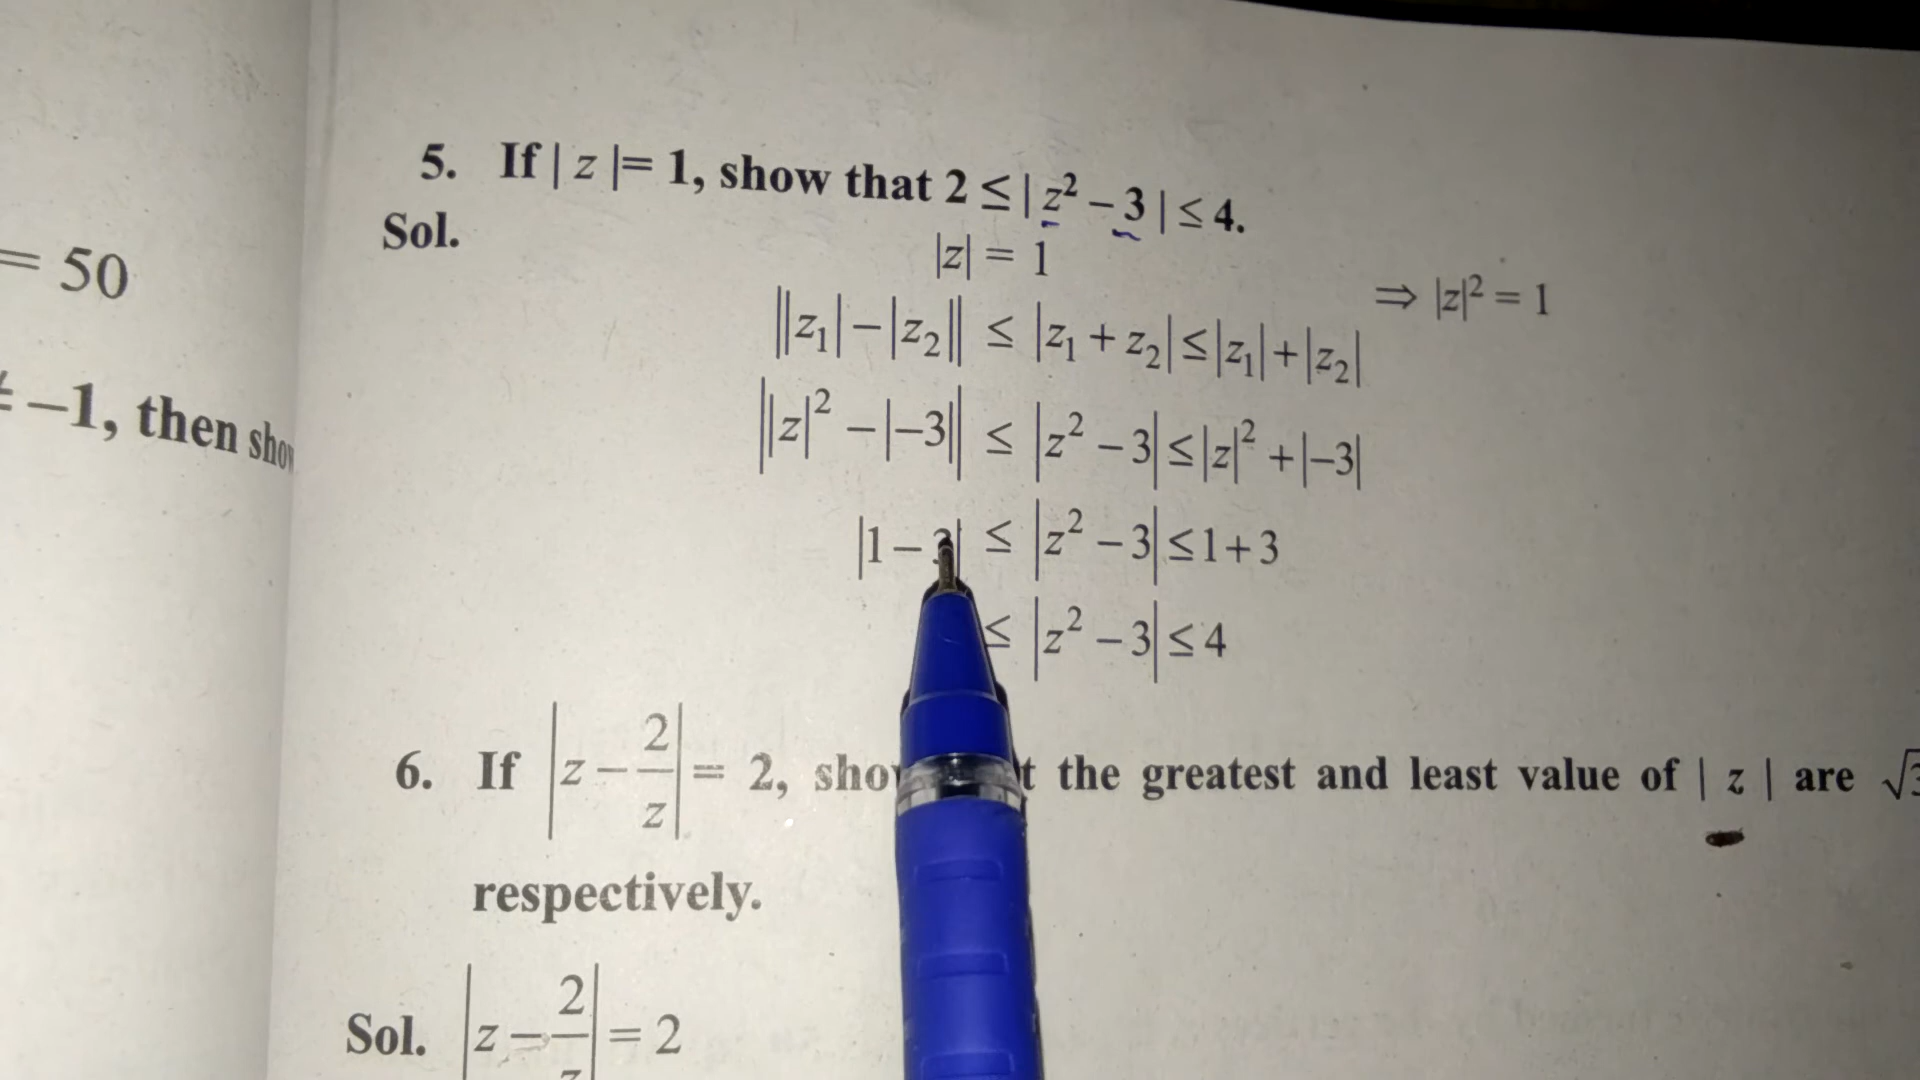 = 50
–1, then show
5. If | z |= 1, show that 2 ≤ | z² – 3 | ≤ 4.
Sol.
|z| = 1 ⇒ |z|² = 1
||z₁| – |z₂|| ≤ |z₁ + z₂| ≤ |z₁| + |z₂|
||z|² – |–3|| ≤ |z² – 3| ≤ |z|² + |–3|
|1 – 3| ≤ |z² – 3| ≤ 1 + 3
≤ |z² – 3| ≤ 4
6. If |z – 2/z| = 2, the greatest and least value of | z | are
respectively.
Sol. |z – 2/z| = 2